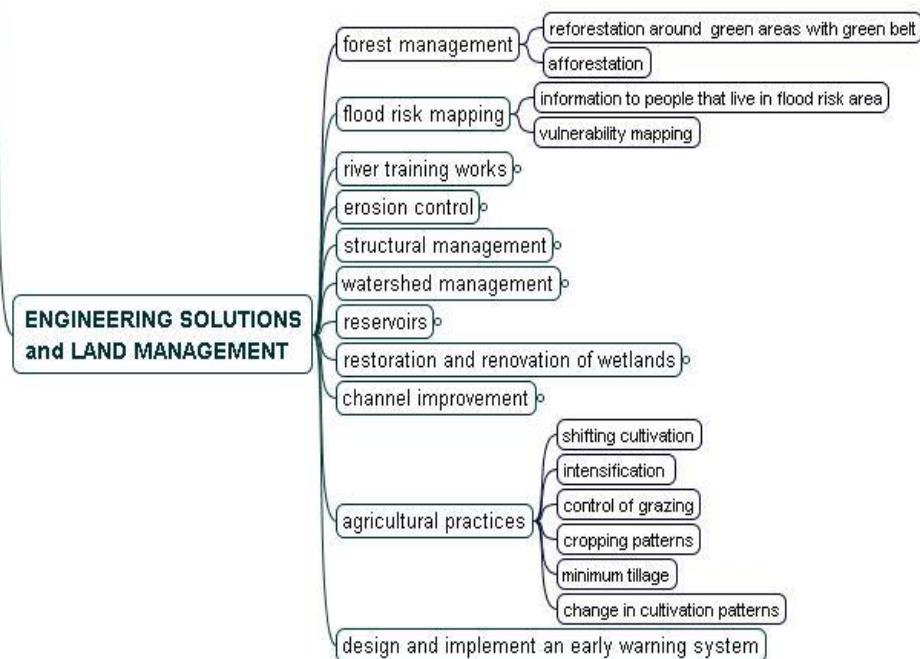 ENGINEERING SOLUTIONS
and LAND MANAGEMENT
forest management
reforestation around green areas with green belt
afforestation
flood risk mapping
information to people that live in flood risk area
vulnerability mapping
river training works
erosion control
structural management
watershed management
reservoirs
restoration and renovation of wetlands
channel improvement
agricultural practices
shifting cultivation
intensification
control of grazing
cropping patterns
minimum tillage
change in cultivation patterns
design and implement an early warning system